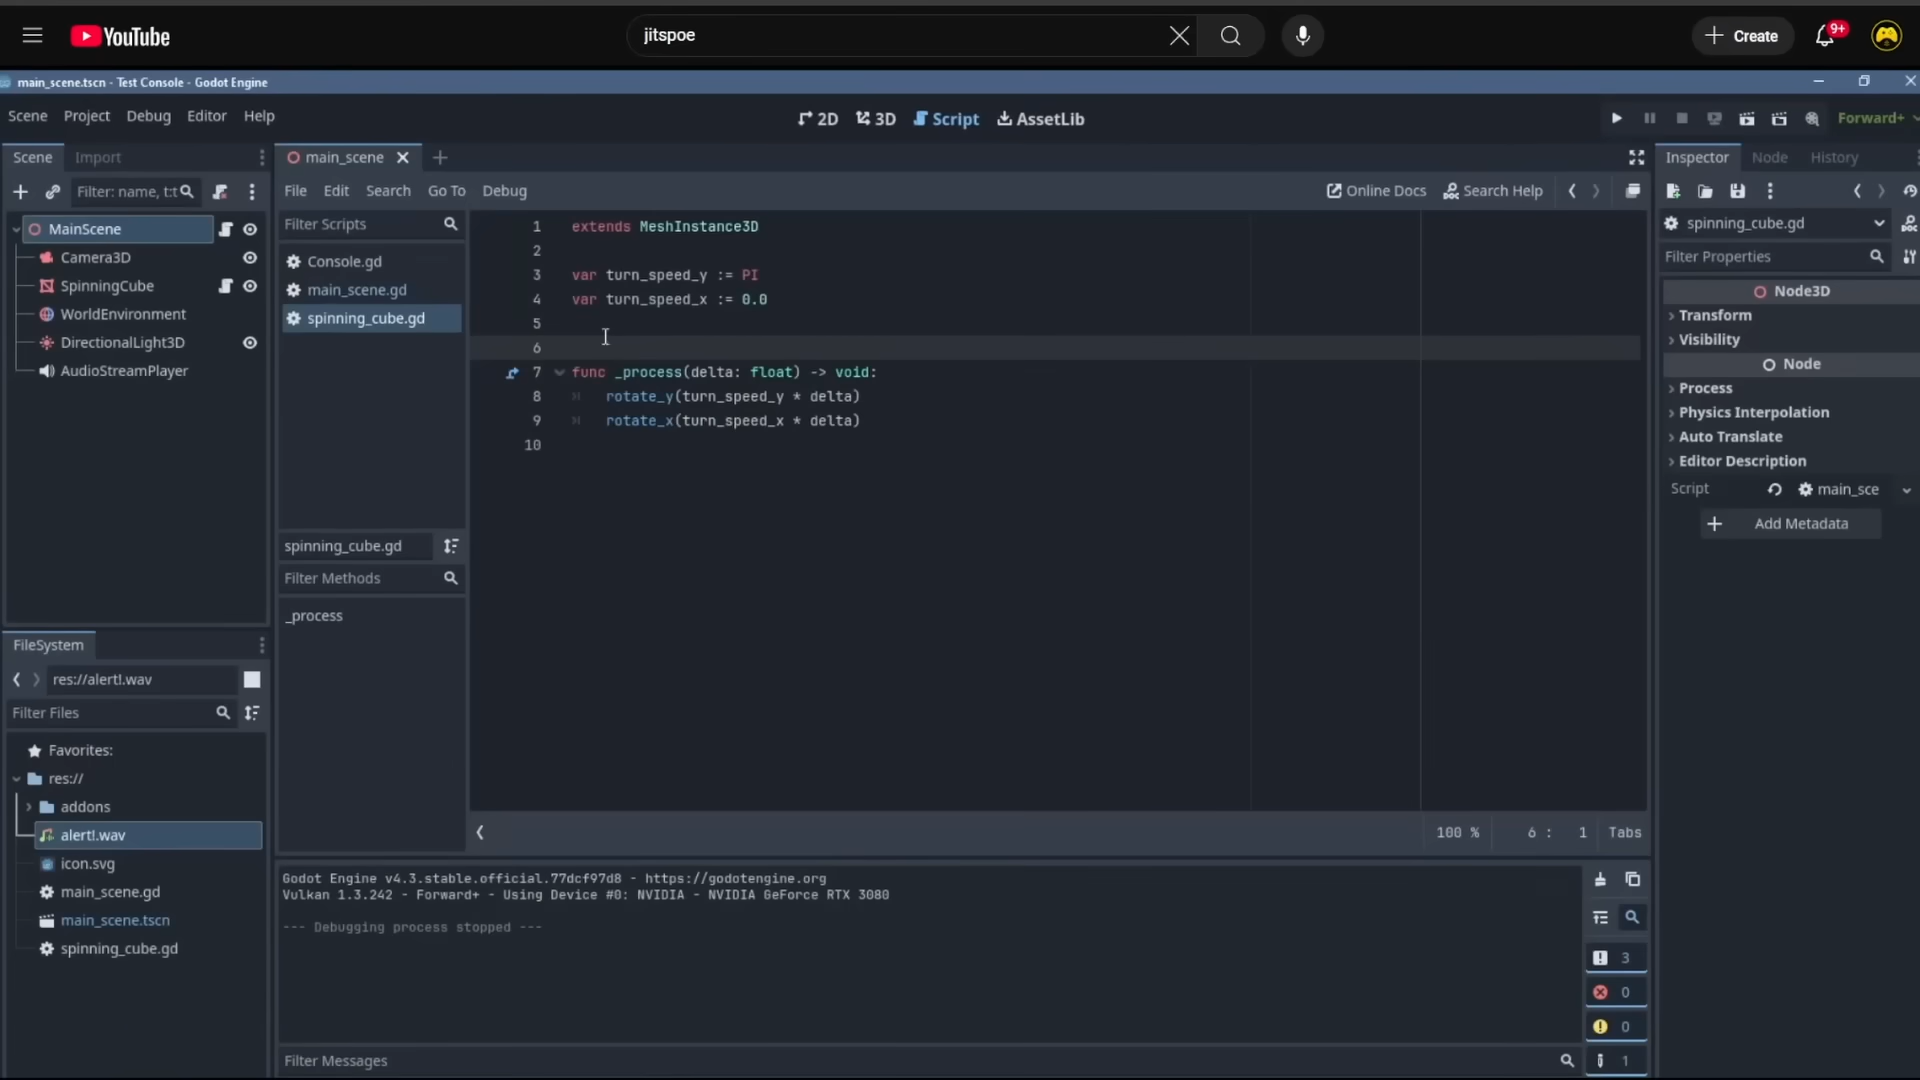 YouTube
jitspoe
Create
9+
main_scene.tscn - Test Console - Godot Engine
Scene Project Debug Editor Help
2D 3D Script AssetLib
Forward+
Scene Import
main_scene
Inspector Node History
Filter: name, t:t
File Edit Search Go To Debug
Online Docs Search Help
MainScene
Camera3D
SpinningCube
WorldEnvironment
DirectionalLight3D
AudioStreamPlayer
Filter Scripts
Console.gd
main_scene.gd
spinning_cube.gd
spinning_cube.gd
Filter Methods
_process
1 extends MeshInstance3D
2
3 var turn_speed_y := PI
4 var turn_speed_x := 0.0
5
6
7 func _process(delta: float) -> void:
8 rotate_y(turn_speed_y * delta)
9 rotate_x(turn_speed_x * delta)
10
100 % 6 : 1 Tabs
spinning_cube.gd
Filter Properties
Node3D
Transform
Visibility
Node
Process
Physics Interpolation
Auto Translate
Editor Description
Script main_sce
Add Metadata
FileSystem
res://alert!.wav
Filter Files
Favorites:
res://
addons
alert!.wav
icon.svg
main_scene.gd
main_scene.tscn
spinning_cube.gd
Godot Engine v4.3.stable.official.77dcf97d8 - https://godotengine.org
Vulkan 1.3.242 - Forward+ - Using Device #0: NVIDIA - NVIDIA GeForce RTX 3080
--- Debugging process stopped ---
3
0
0
1
Filter Messages